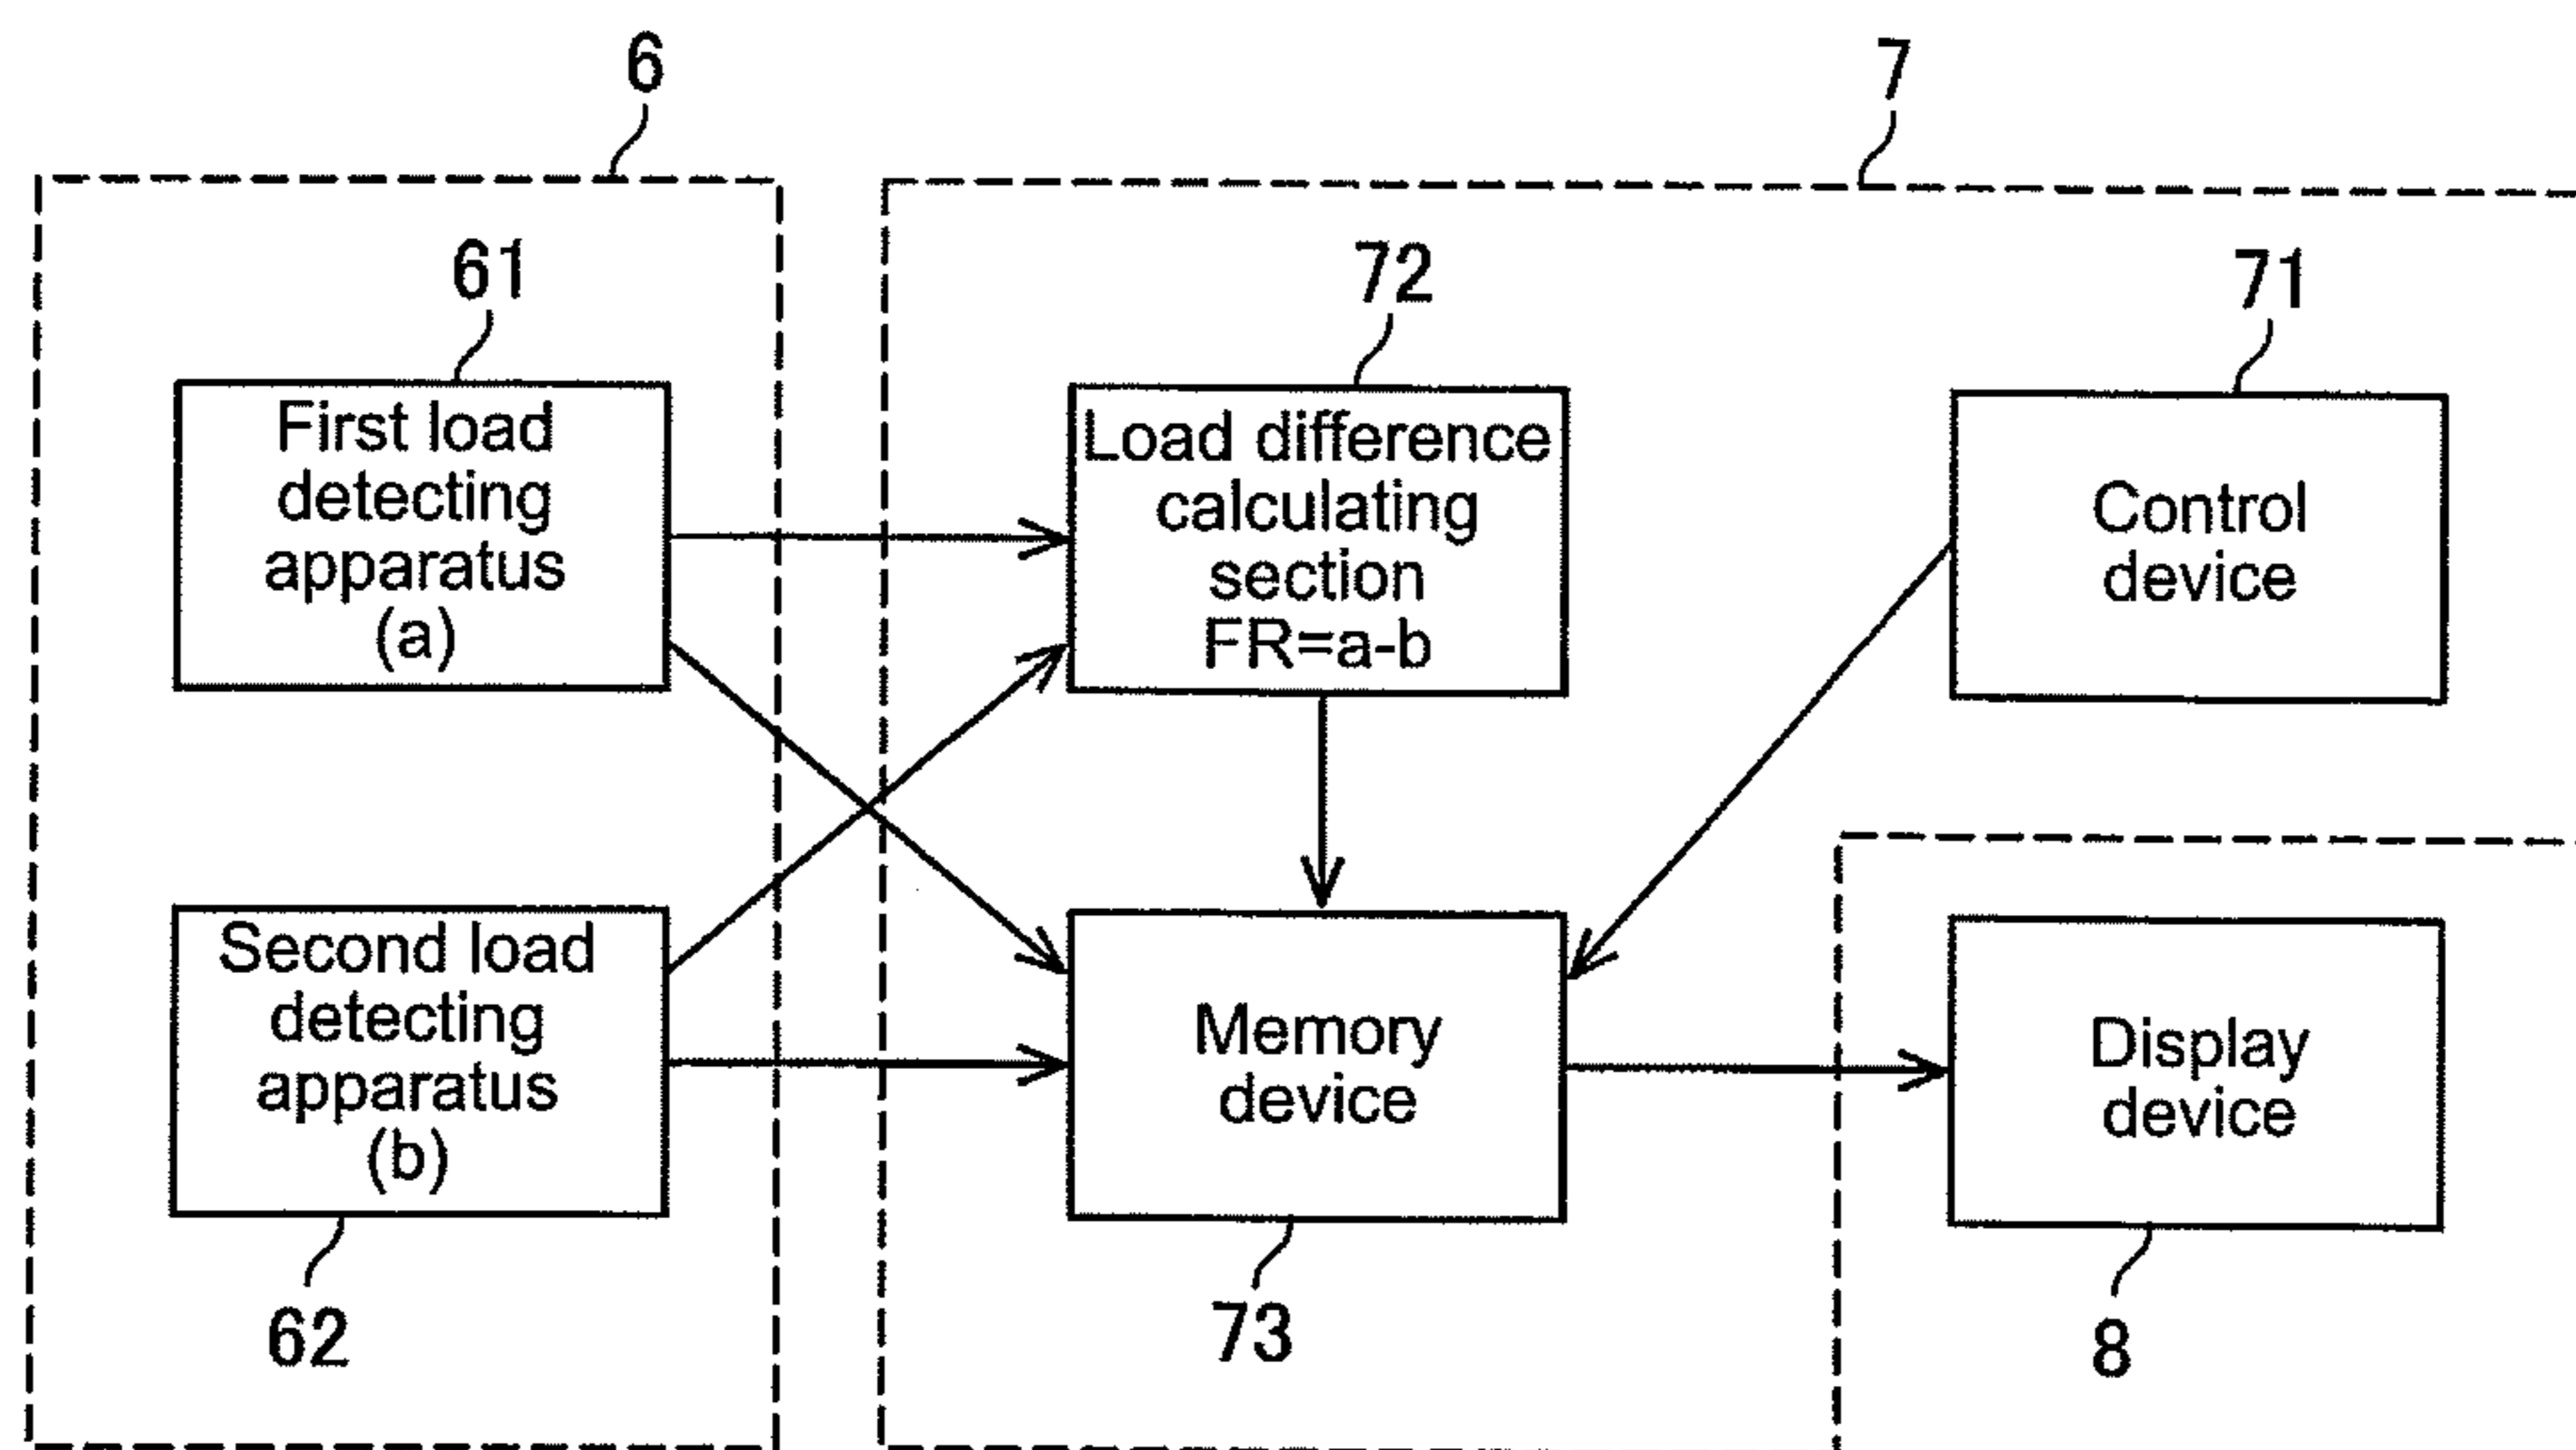 6
7
61
72
71
First load
detecting
apparatus
(a)
Load difference
calculating
section
FR=a-b
Control
device
Second load
detecting
apparatus
(b)
Memory
device
Display
device
62
73
8